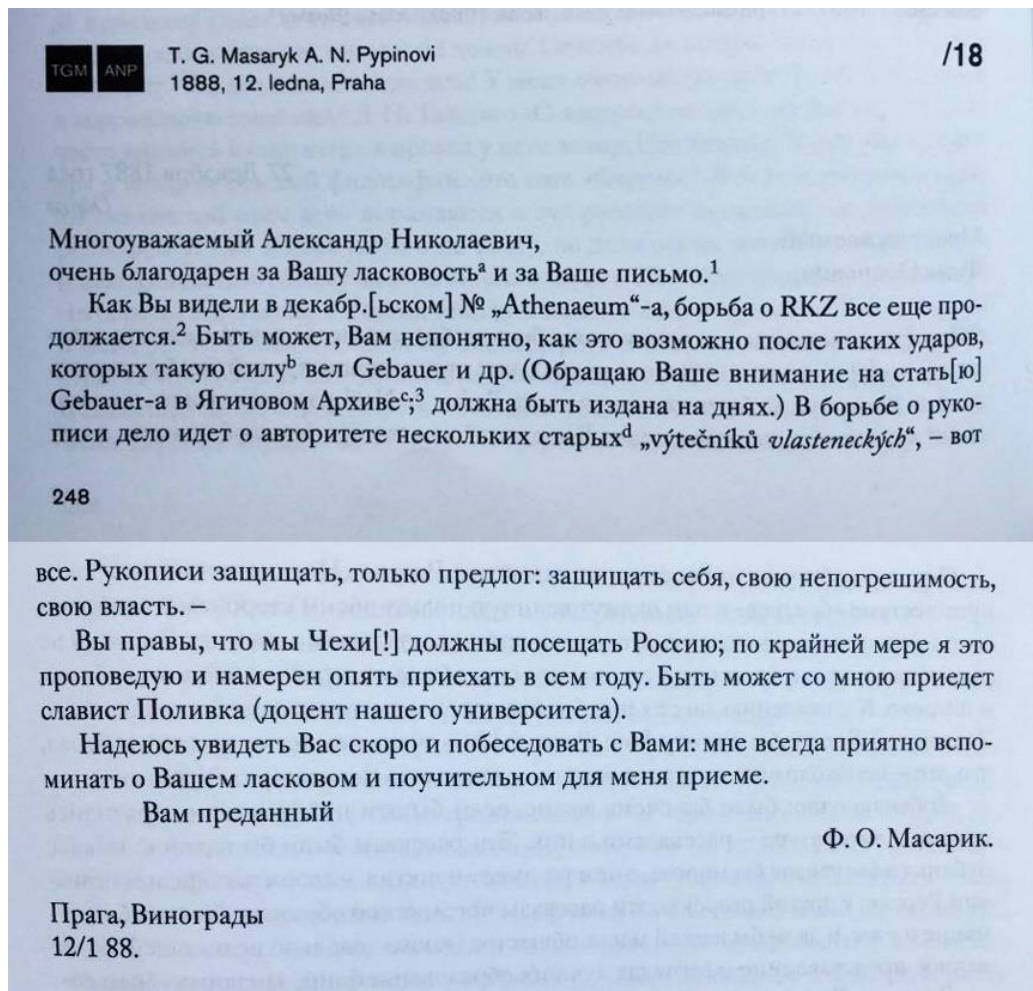 TGM ANP T. G. Masaryk A. N. Pypinovi /18
1888, 12. ledna, Praha
Многоуважаемый Александр Николаевич,
очень благодарен за Вашу ласковость^a и за Ваше письмо.¹
Как Вы видели в декабр.[ьском] № „Athenaeum“-a, борьба о RKZ все еще про-
должается.² Быть может, Вам непонятно, как это возможно после таких ударов,
которых такую силу^b вел Gebauer и др. (Обращаю Ваше внимание на стать[ю]
Gebauer-a в Ягичовом Архиве^c;³ должна быть издана на днях.) В борьбе о руко-
писи дело идет о авторитете нескольких старых^d „výtečníků vlasteneckých“, – вот
248
все. Рукописи защищать, только предлог: защищать себя, свою непогрешимость,
свою власть. –
Вы правы, что мы Чехи[!] должны посещать Россию; по крайней мере я это
проповедую и намерен опять приехать в сем году. Быть может со мною приедет
славист Поливка (доцент нашего университета).
Надеюсь увидеть Вас скоро и побеседовать с Вами: мне всегда приятно вспо-
минать о Вашем ласковом и поучительном для меня приеме.
Вам преданный
Ф. О. Масарик.
Прага, Винограды
12/1 88.